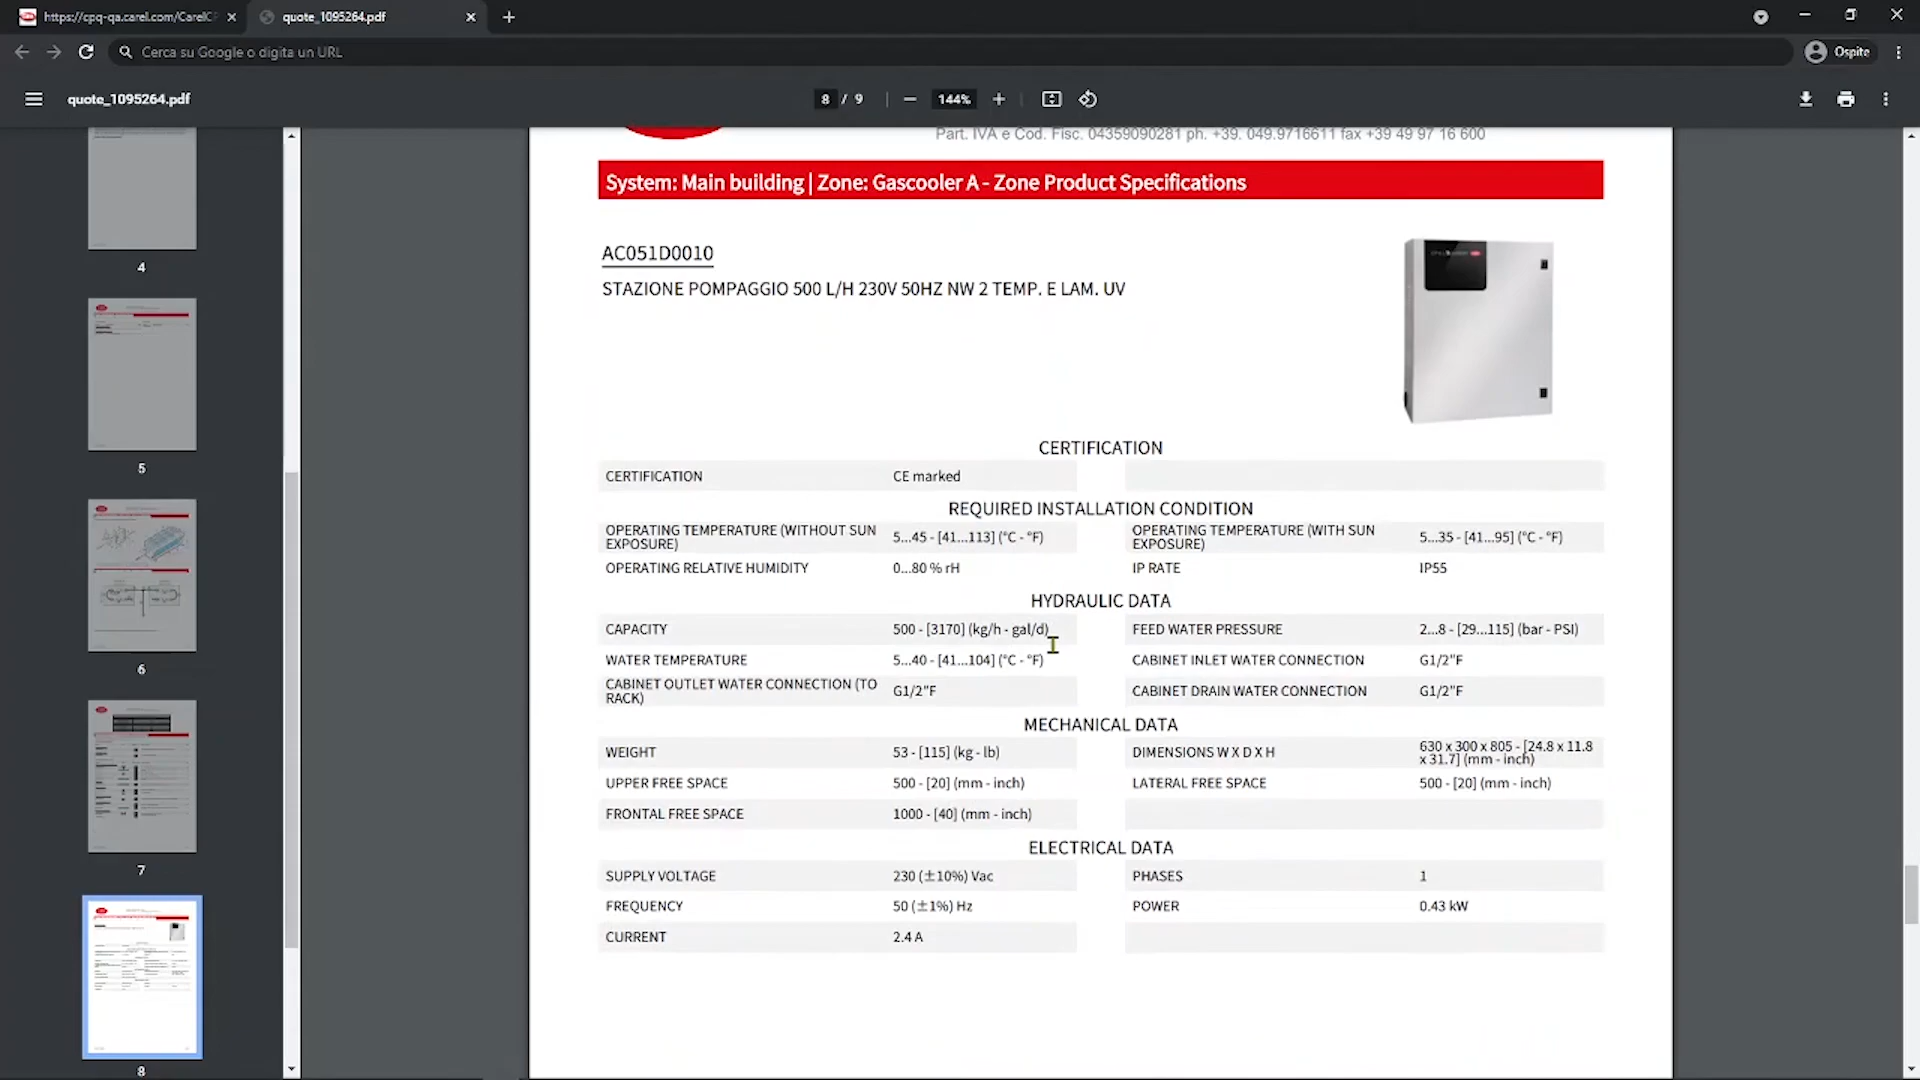 https://cpq-qa.carel.com/CarelC
quote_1095264.pdf
Cerca su Google o digita un URL
Ospite
quote_1095264.pdf
8 / 9
144%
4
5
6
7
8
Part. IVA e Cod. Fisc. 04359090281 ph. +39. 049.9716611 fax +39 49 97 16 600
System: Main building | Zone: Gascooler A - Zone Product Specifications
AC051D0010
STAZIONE POMPAGGIO 500 L/H 230V 50HZ NW 2 TEMP. E LAM. UV
CERTIFICATION
CERTIFICATION CE marked
REQUIRED INSTALLATION CONDITION
OPERATING TEMPERATURE (WITHOUT SUN EXPOSURE) 5...45 - [41...113] (°C - °F) OPERATING TEMPERATURE (WITH SUN EXPOSURE) 5...35 - [41...95] (°C - °F)
OPERATING RELATIVE HUMIDITY 0...80 % rH IP RATE IP55
HYDRAULIC DATA
CAPACITY 500 - [3170] (kg/h - gal/d) FEED WATER PRESSURE 2...8 - [29...115] (bar - PSI)
WATER TEMPERATURE 5...40 - [41...104] (°C - °F) CABINET INLET WATER CONNECTION G1/2"F
CABINET OUTLET WATER CONNECTION (TO RACK) G1/2"F CABINET DRAIN WATER CONNECTION G1/2"F
MECHANICAL DATA
WEIGHT 53 - [115] (kg - lb) DIMENSIONS W X D X H 630 x 300 x 805 - [24.8 x 11.8 x 31.7] (mm - inch)
UPPER FREE SPACE 500 - [20] (mm - inch) LATERAL FREE SPACE 500 - [20] (mm - inch)
FRONTAL FREE SPACE 1000 - [40] (mm - inch)
ELECTRICAL DATA
SUPPLY VOLTAGE 230 (±10%) Vac PHASES 1
FREQUENCY 50 (±1%) Hz POWER 0.43 kW
CURRENT 2.4 A